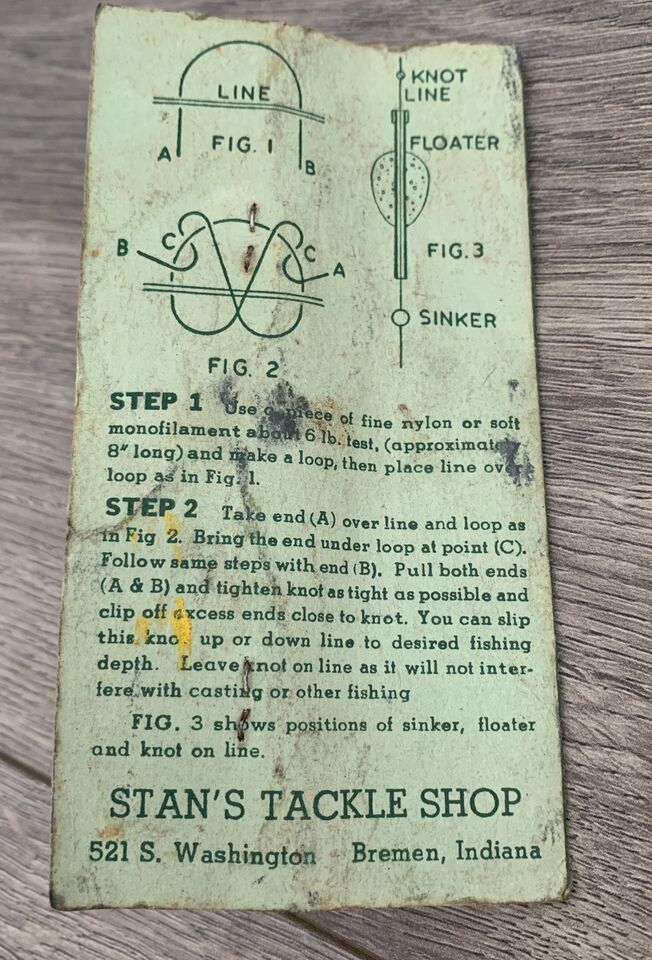 LINE
A
FIG. 1
B
KNOT
LINE
FLOATER
FIG. 3
SINKER
B
C
C
A
FIG. 2
STEP 1 Use a piece of fine nylon or soft
monofilament about 6 lb. test, (approximately
8" long) and make a loop, then place line over
loop as in Fig. 1.
STEP 2 Take end (A) over line and loop as
in Fig 2. Bring the end under loop at point (C).
Follow same steps with end (B). Pull both ends
(A & B) and tighten knot as tight as possible and
clip off excess ends close to knot. You can slip
this knot up or down line to desired fishing
depth. Leave knot on line as it will not inter-
fere with casting or other fishing
FIG. 3 shows positions of sinker, floater
and knot on line.
STAN'S TACKLE SHOP
521 S. Washington Bremen, Indiana